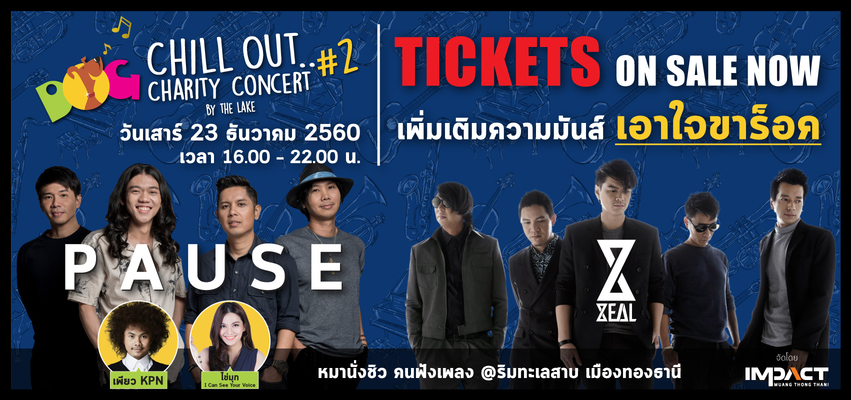 DOG
CHILL OUT..
CHARITY CONCERT #2
BY THE LAKE
วันเสาร์ 23 ธันวาคม 2560
เวลา 16.00 - 22.00 น.
TICKETS ON SALE NOW
เพิ่มเติมความมันส์ เอาใจขาร็อค
PAUSE
ZEAL
เพียว KPN
ไข่มุก
I Can See Your Voice
หมานั่งชิว คนฟังเพลง @ริมทะเลสาบ เมืองทองธานี
จัดโดย
IMPACT
MUANG THONG THANI